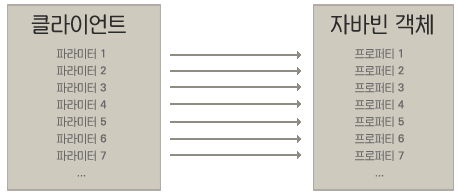 클라이언트
파라미터 1
파라미터 2
파라미터 3
파라미터 4
파라미터 5
파라미터 6
파라미터 7
...
자바빈 객체
프로퍼티 1
프로퍼티 2
프로퍼티 3
프로퍼티 4
프로퍼티 5
프로퍼티 6
프로퍼티 7
...